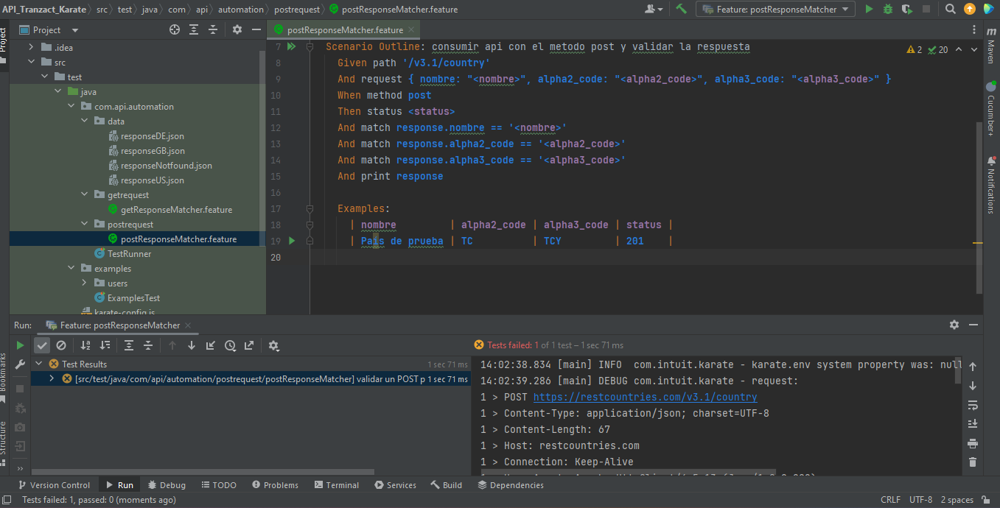 API_Tranzact_Karate > src > test > java > com > api > automation > postrequest > postResponseMatcher.feature
Feature: postResponseMatcher
Project
postResponseMatcher.feature
.idea
src
test
java
com.api.automation
data
responseDE.json
responseGB.json
responseNotfound.json
responseUS.json
getrequest
getResponseMatcher.feature
postrequest
postResponseMatcher.feature
TestRunner
examples
users
ExamplesTest
karate-config.js
7 Scenario Outline: consumir api con el metodo post y validar la respuesta
2 20
8 Given path '/v3.1/country'
9 And request { nombre: "<nombre>", alpha2_code: "<alpha2_code>", alpha3_code: "<alpha3_code>" }
10 When method post
11 Then status <status>
12 And match response.nombre == '<nombre>'
13 And match response.alpha2_code == '<alpha2_code>'
14 And match response.alpha3_code == '<alpha3_code>'
15 And print response
16
17 Examples:
18 | nombre | alpha2_code | alpha3_code | status |
19 | Pais de prueba | TC | TCY | 201 |
20
Project
Bookmarks
Structure
Maven
Cucumber+
Notifications
Run: Feature: postResponseMatcher
Tests failed: 1 of 1 test – 1 sec 71 ms
Test Results 1 sec 71 ms
[src/test/java/com/api/automation/postrequest/postResponseMatcher] validar un POST p 1 sec 71 ms
14:02:38.834 [main] INFO com.intuit.karate - karate.env system property was: null
14:02:39.286 [main] DEBUG com.intuit.karate - request:
1 > POST https://restcountries.com/v3.1/country
1 > Content-Type: application/json; charset=UTF-8
1 > Content-Length: 67
1 > Host: restcountries.com
1 > Connection: Keep-Alive
Version Control Run Debug TODO Problems Terminal Services Build Dependencies
Tests failed: 1, passed: 0 (moments ago)
CRLF UTF-8 2 spaces